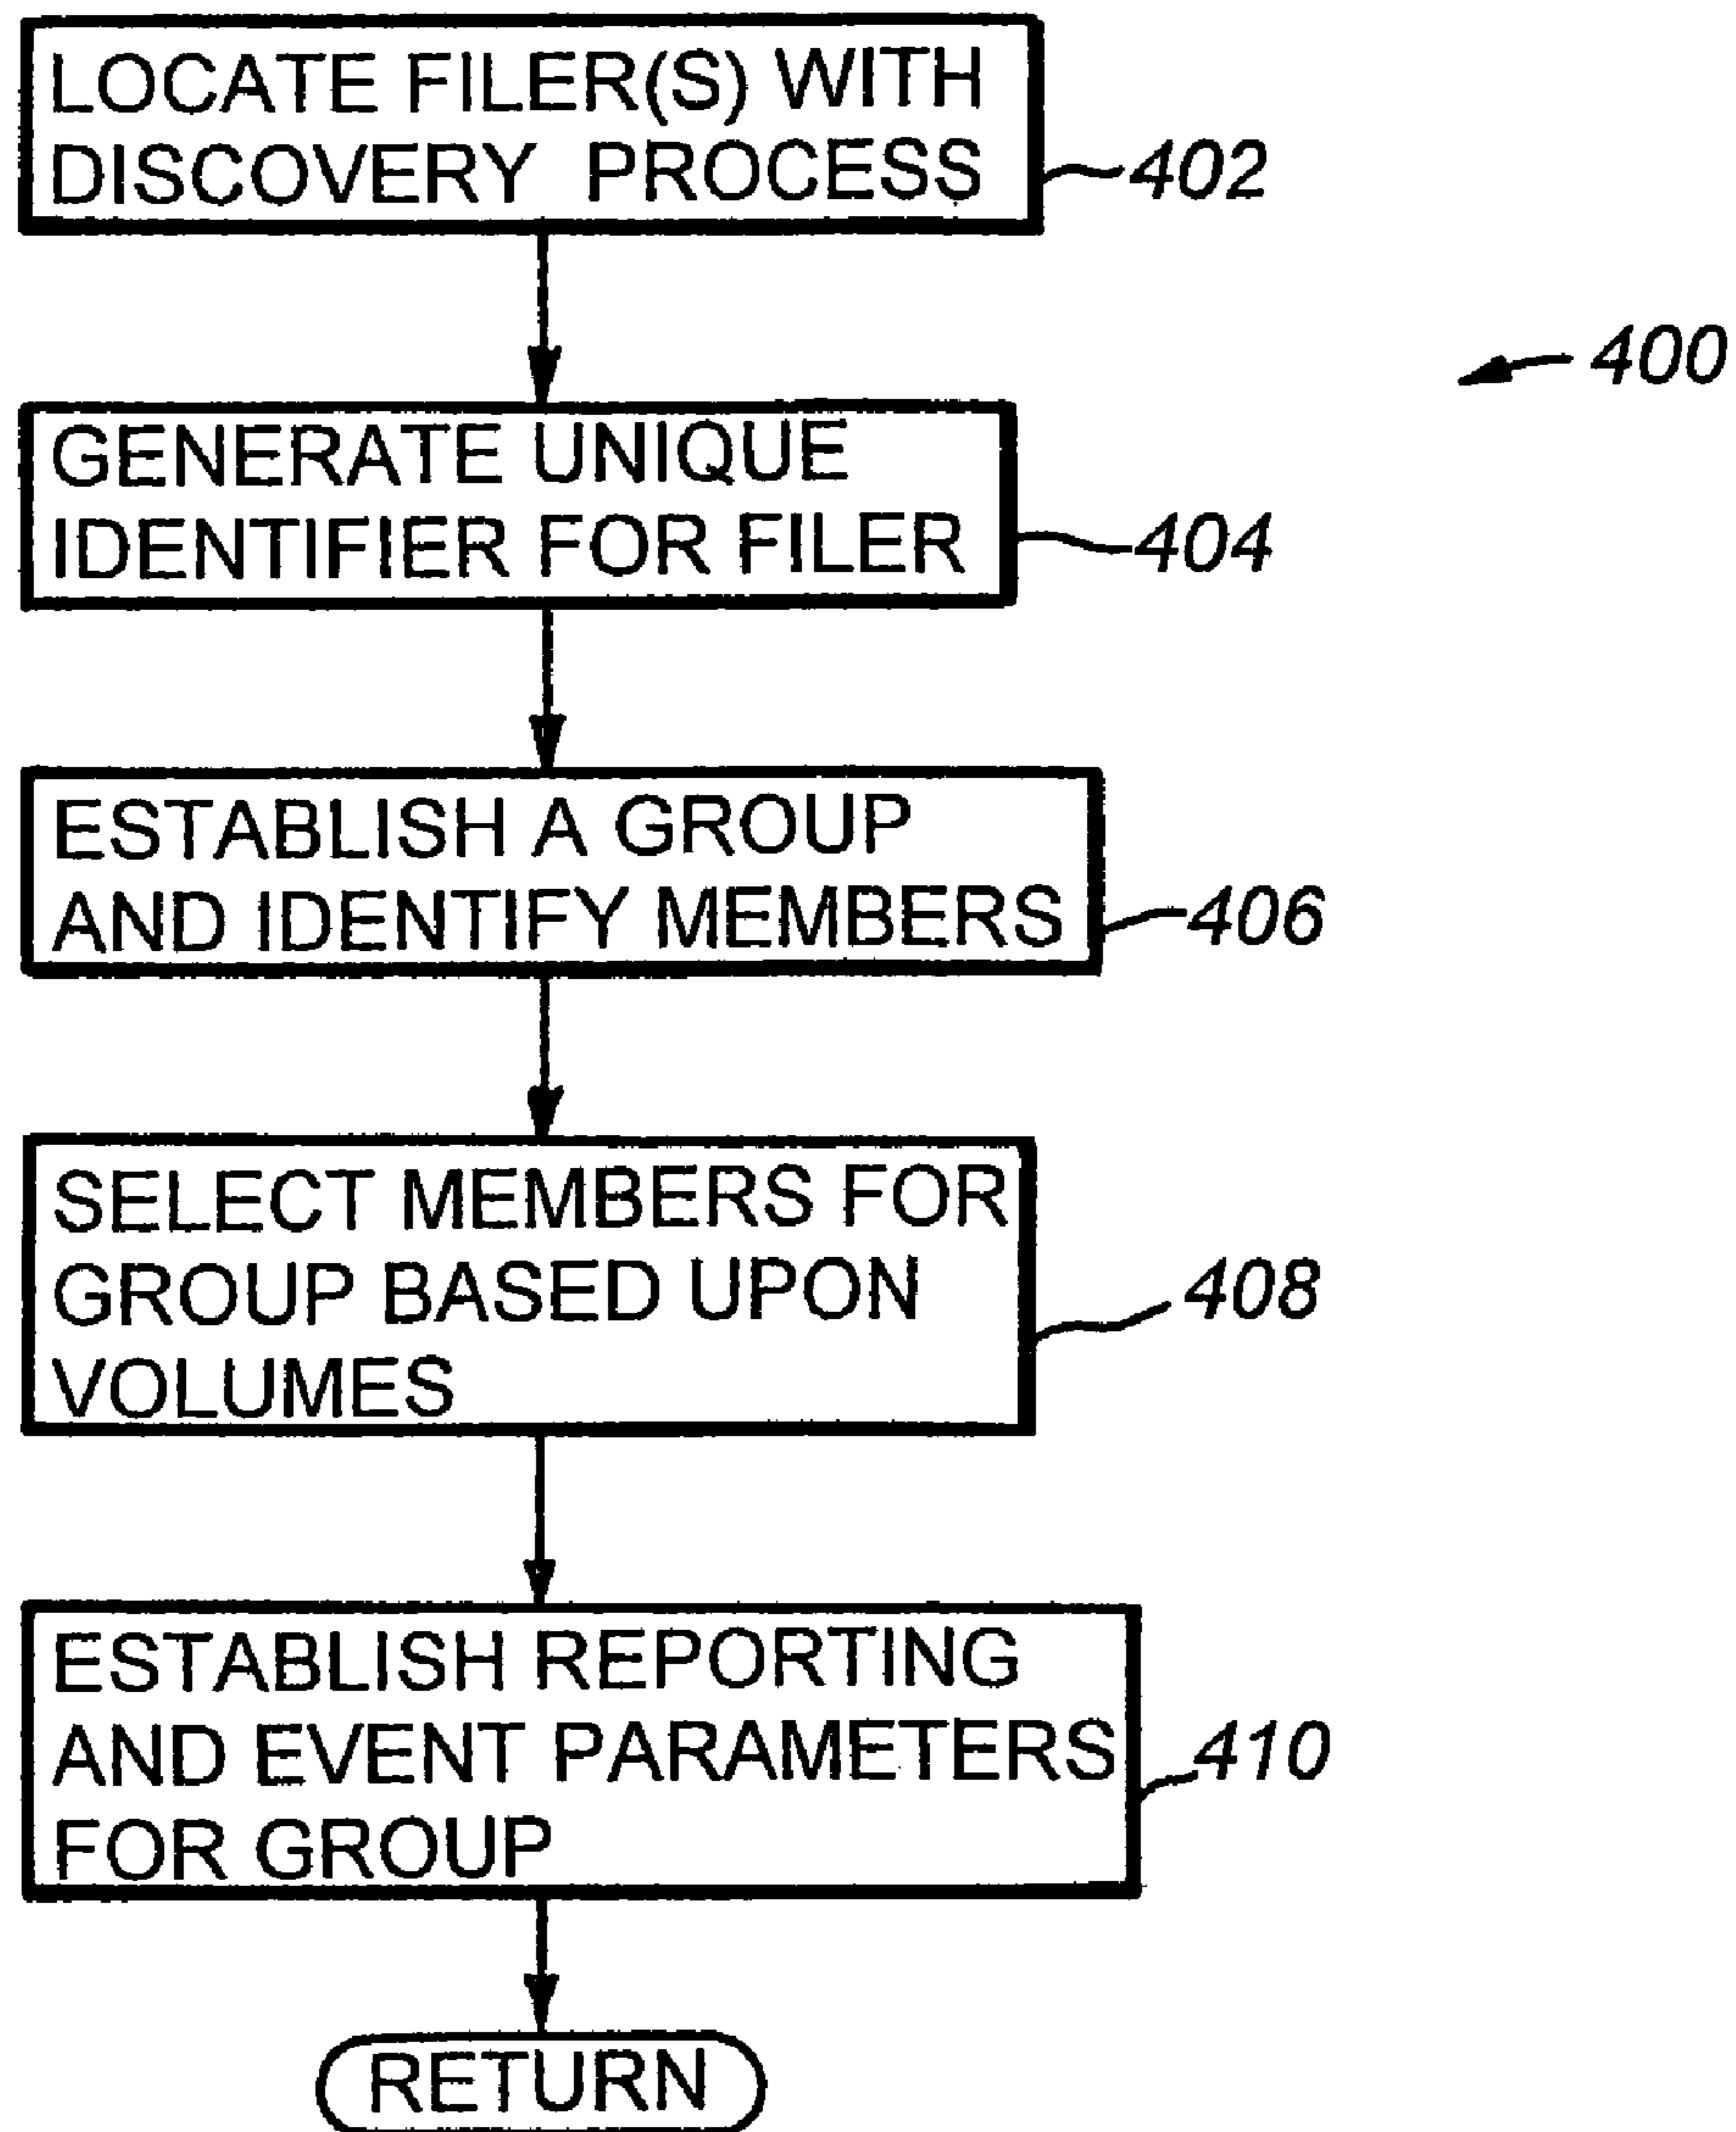 LOCATE FILER(S) WITH
DISCOVERY PROCESS
402
400
GENERATE UNIQUE
IDENTIFIER FOR FILER
404
ESTABLISH A GROUP
AND IDENTIFY MEMBERS
406
SELECT MEMBERS FOR
GROUP BASED UPON
VOLUMES
408
ESTABLISH REPORTING
AND EVENT PARAMETERS
FOR GROUP
410
RETURN